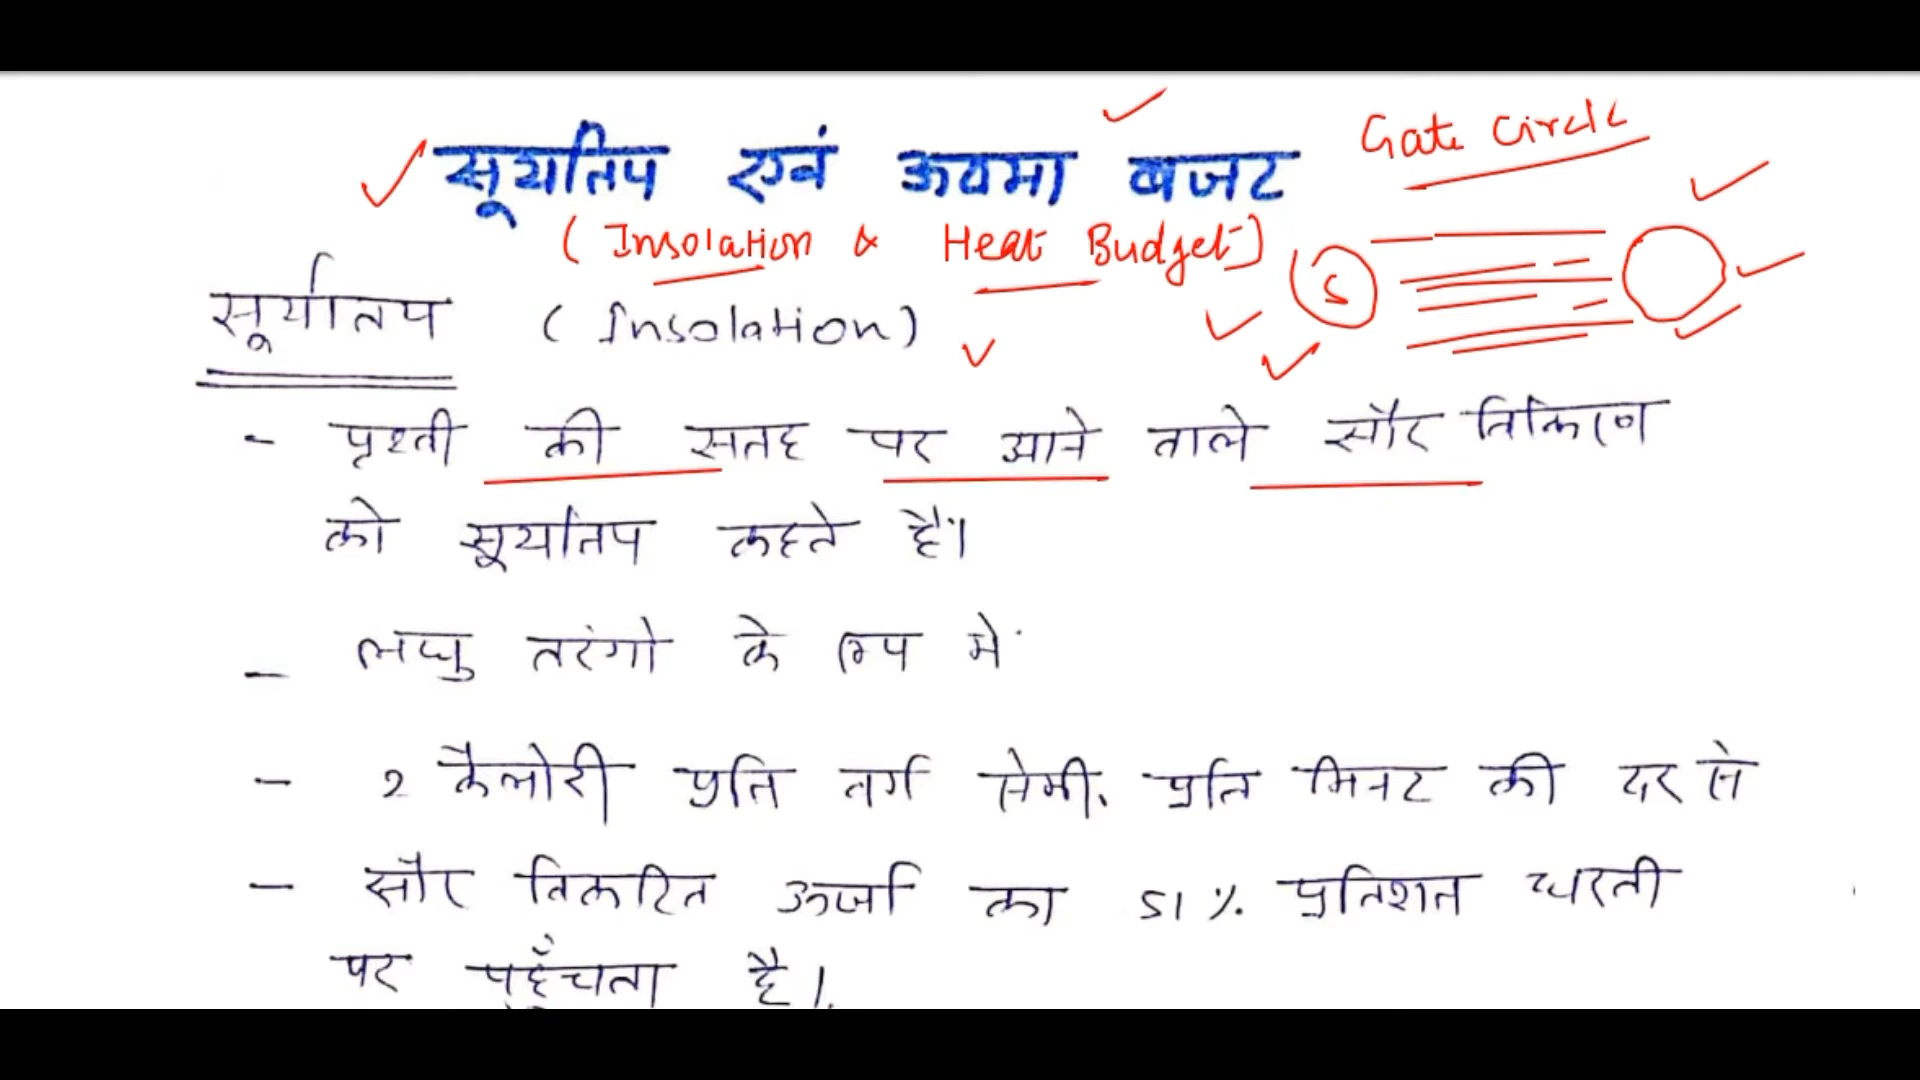 Gate Circle
सूर्यातप एवं ऊष्मा बजट
(Insolation & Heat Budget)
S
सूर्यातप (Insolation)
- पृथ्वी की सतह पर आने वाले सौर विकिरण
को सूर्यातप कहते हैं।
- लघु तरंगो के रूप में
- 2 कैलोरी प्रति वर्ग सेमी. प्रति मिनट की दर से
- सौर विकरित ऊर्जा का 51% प्रतिशत धरती
पर पहुँचता है।